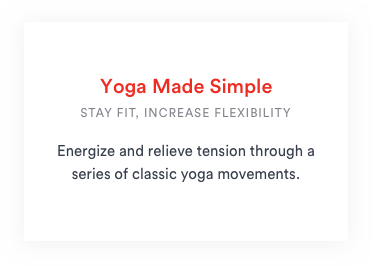 Yoga Made Simple
STAY FIT, INCREASE FLEXIBILITY
Energize and relieve tension through a
series of classic yoga movements.